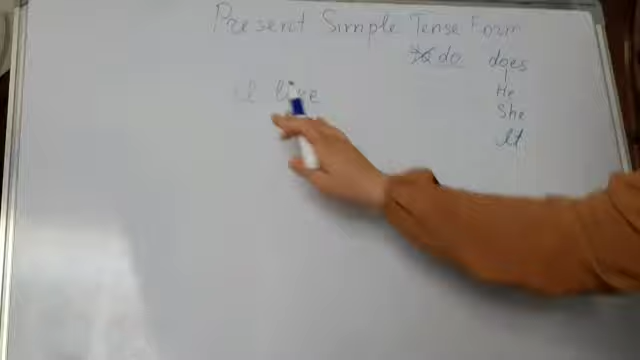 Present Simple Tense Form
do does
He
She
It
I live